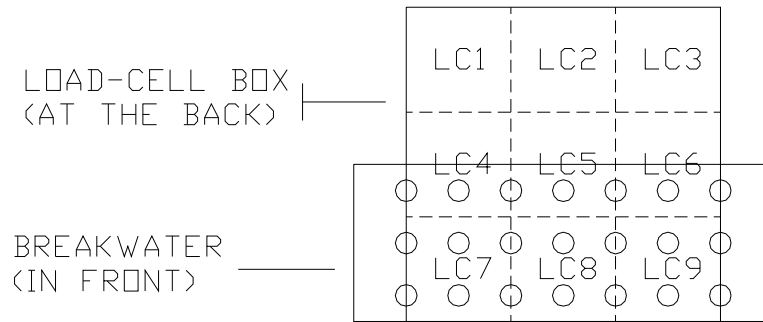 LC1 LC2 LC3
LOAD-CELL BOX
(AT THE BACK)
LC4 LC5 LC6
BREAKWATER
(IN FRONT)
LC7 LC8 LC9